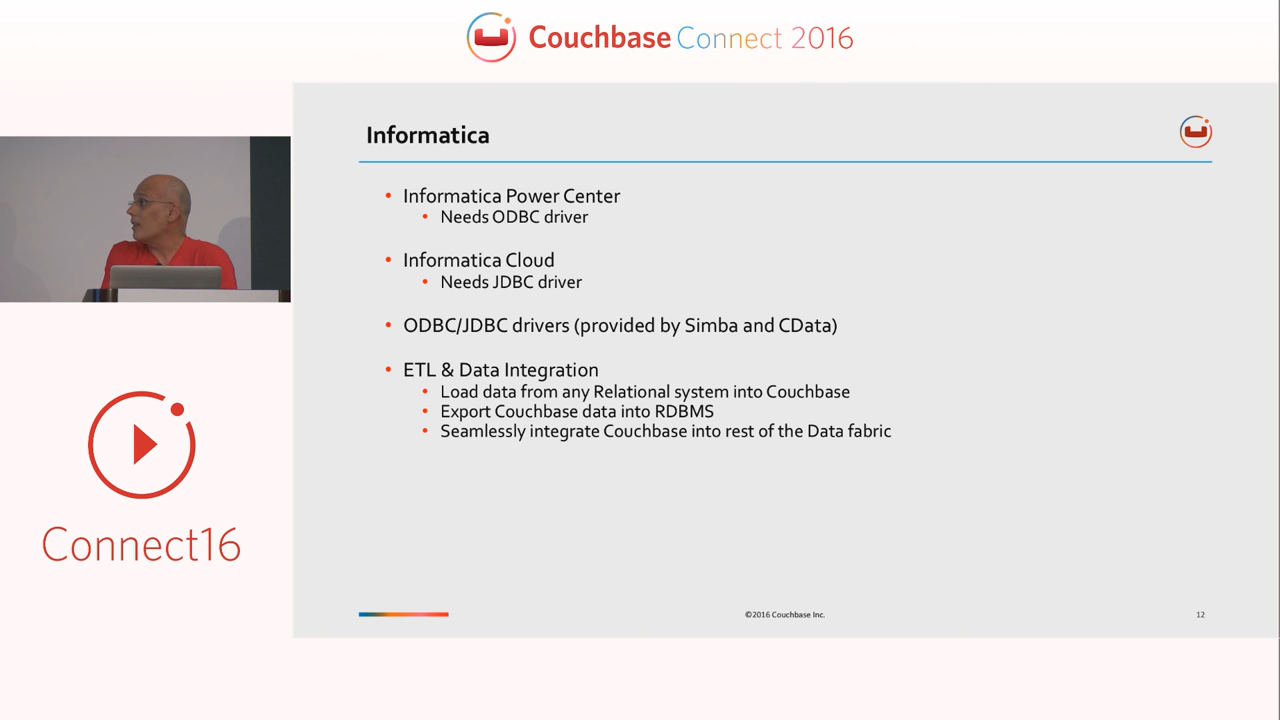 Couchbase Connect 2016
Informatica
• Informatica Power Center
• Needs ODBC driver
• Informatica Cloud
• Needs JDBC driver
• ODBC/JDBC drivers (provided by Simba and CData)
• ETL & Data Integration
• Load data from any Relational system into Couchbase
• Export Couchbase data into RDBMS
• Seamlessly integrate Couchbase into rest of the Data fabric
Connect16
©2016 Couchbase Inc.
12